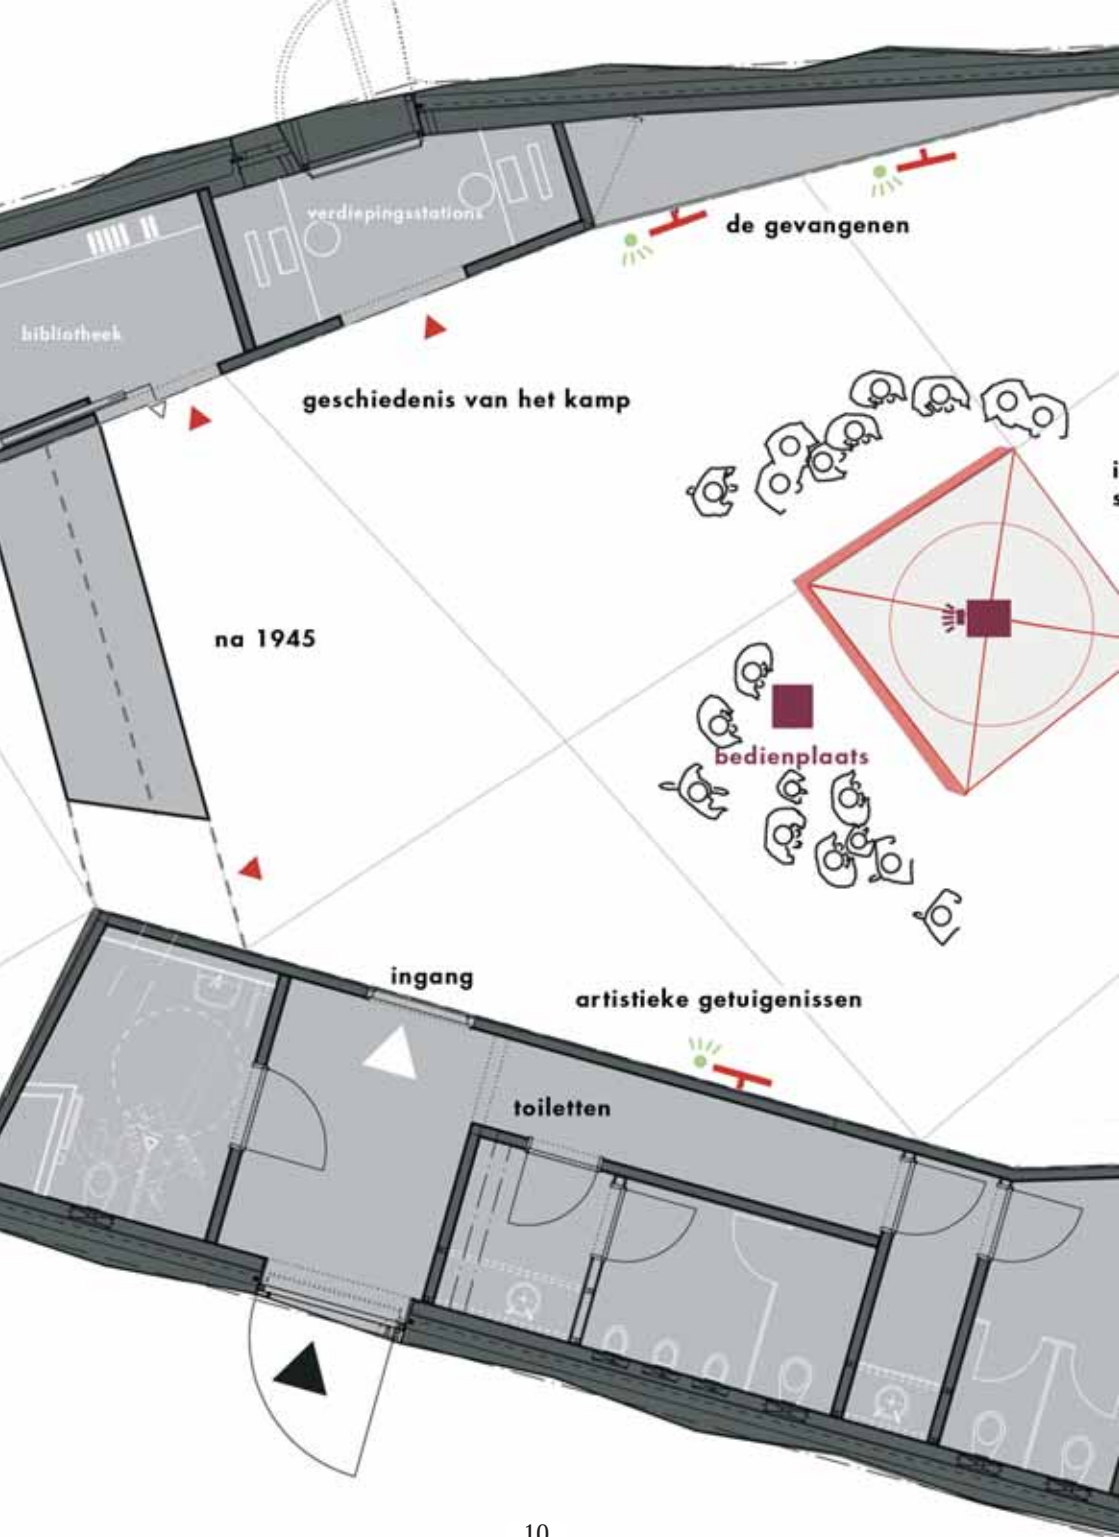 de gevangenen
verdiepingsstations
bibliotheek
geschiedenis van het kamp
na 1945
bedienplaats
ingang
artistieke getuigenissen
toiletten
10